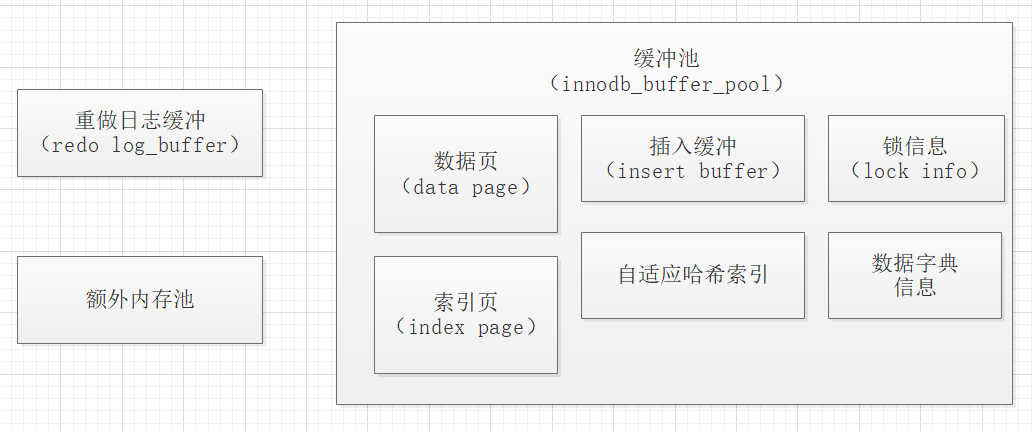 重做日志缓冲
（redo log_buffer）
额外内存池
缓冲池
（innodb_buffer_pool）
数据页
（data page）
索引页
（index page）
插入缓冲
（insert buffer）
自适应哈希索引
锁信息
（lock info）
数据字典
信息